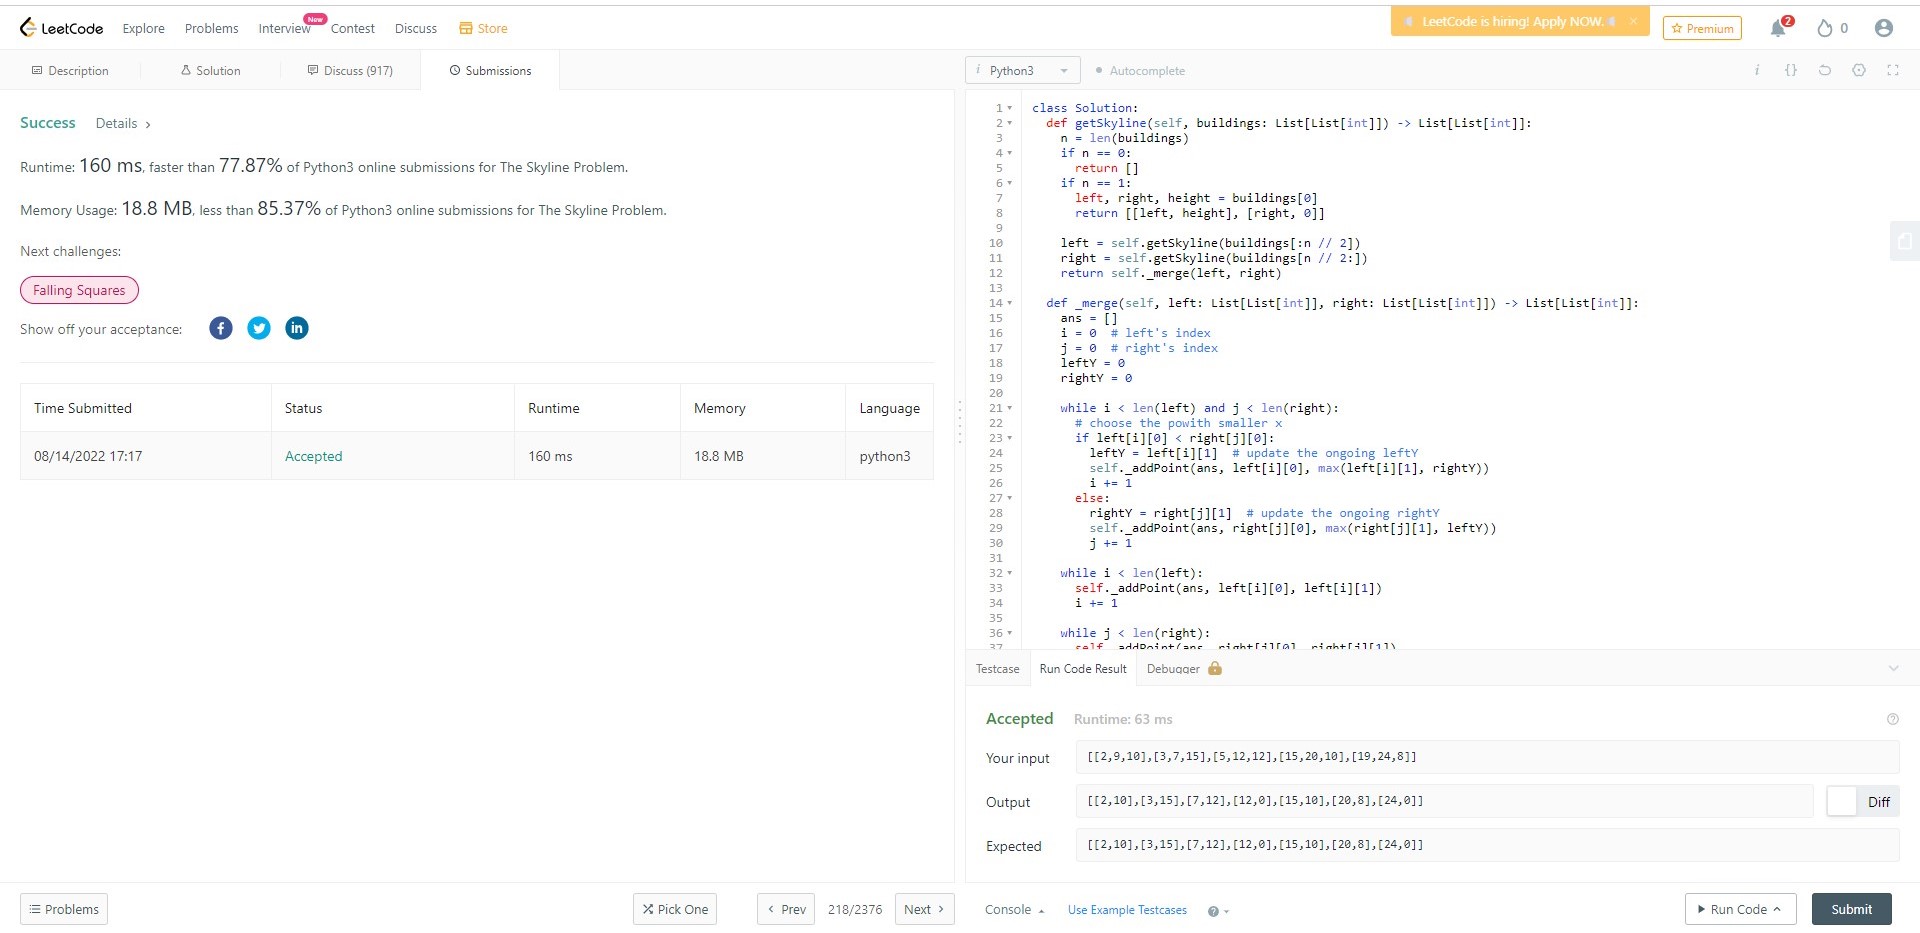 LeetCode Explore Problems Interview New Contest Discuss Store LeetCode is hiring! Apply NOW. × Premium 2 0
Description Solution Discuss (917) Submissions
Success Details >
Runtime: 160 ms, faster than 77.87% of Python3 online submissions for The Skyline Problem.
Memory Usage: 18.8 MB, less than 85.37% of Python3 online submissions for The Skyline Problem.
Next challenges:
Falling Squares
Show off your acceptance:
Time Submitted Status Runtime Memory Language
08/14/2022 17:17 Accepted 160 ms 18.8 MB python3
i Python3 Autocomplete i {}
1 class Solution:
2 def getSkyline(self, buildings: List[List[int]]) -> List[List[int]]:
3 n = len(buildings)
4 if n == 0:
5 return []
6 if n == 1:
7 left, right, height = buildings[0]
8 return [[left, height], [right, 0]]
9
10 left = self.getSkyline(buildings[:n // 2])
11 right = self.getSkyline(buildings[n // 2:])
12 return self._merge(left, right)
13
14 def _merge(self, left: List[List[int]], right: List[List[int]]) -> List[List[int]]:
15 ans = []
16 i = 0 # left's index
17 j = 0 # right's index
18 leftY = 0
19 rightY = 0
20
21 while i < len(left) and j < len(right):
22 # choose the powith smaller x
23 if left[i][0] < right[j][0]:
24 leftY = left[i][1] # update the ongoing leftY
25 self._addPoint(ans, left[i][0], max(left[i][1], rightY))
26 i += 1
27 else:
28 rightY = right[j][1] # update the ongoing rightY
29 self._addPoint(ans, right[j][0], max(right[j][1], leftY))
30 j += 1
31
32 while i < len(left):
33 self._addPoint(ans, left[i][0], left[i][1])
34 i += 1
35
36 while j < len(right):
37 self._addPoint(ans, right[j][0], right[j][1])
Testcase Run Code Result Debugger
Accepted Runtime: 63 ms
Your input [[2,9,10],[3,7,15],[5,12,12],[15,20,10],[19,24,8]]
Output [[2,10],[3,15],[7,12],[12,0],[15,10],[20,8],[24,0]] Diff
Expected [[2,10],[3,15],[7,12],[12,0],[15,10],[20,8],[24,0]]
Problems Pick One < Prev 218/2376 Next > Console Use Example Testcases ? Run Code Submit